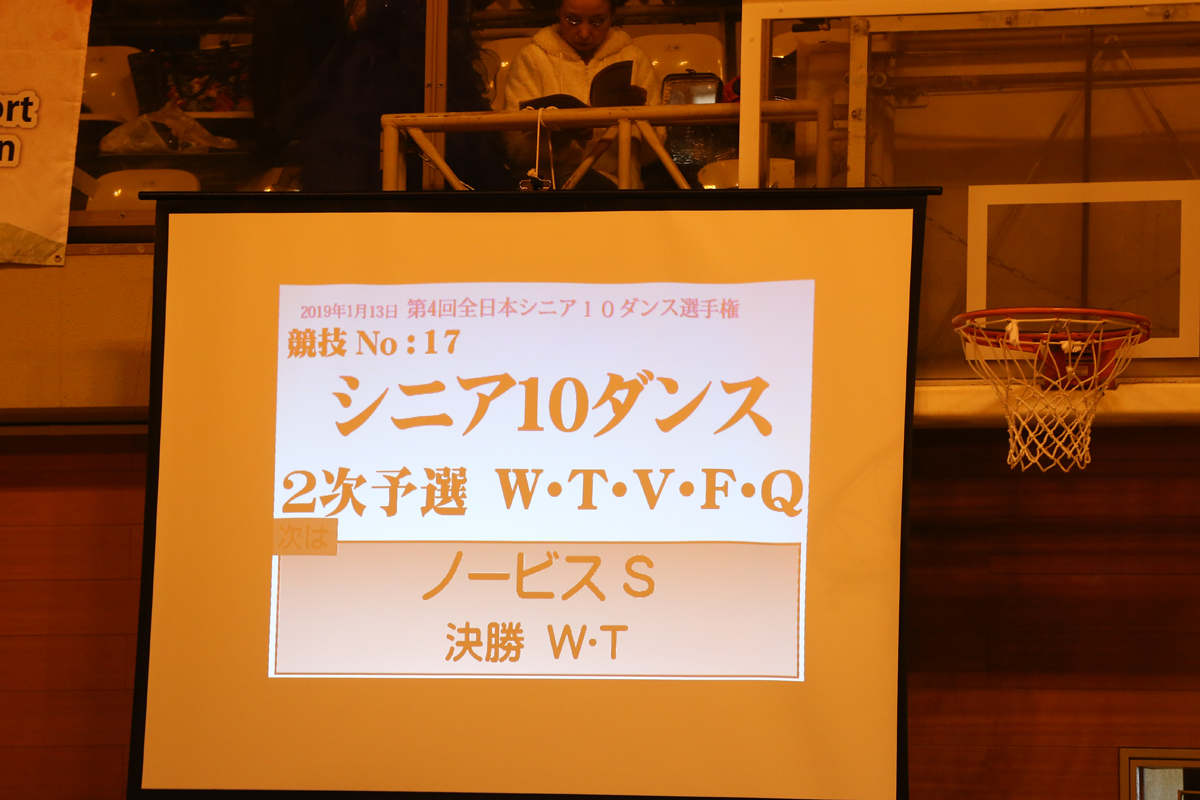 ort
n
2019年1月13日 第4回全日本シニア１０ダンス選手権
競技 No : 17
シニア10ダンス
２次予選 W・T・V・F・Q
次は
ノービス S
決勝 W・T